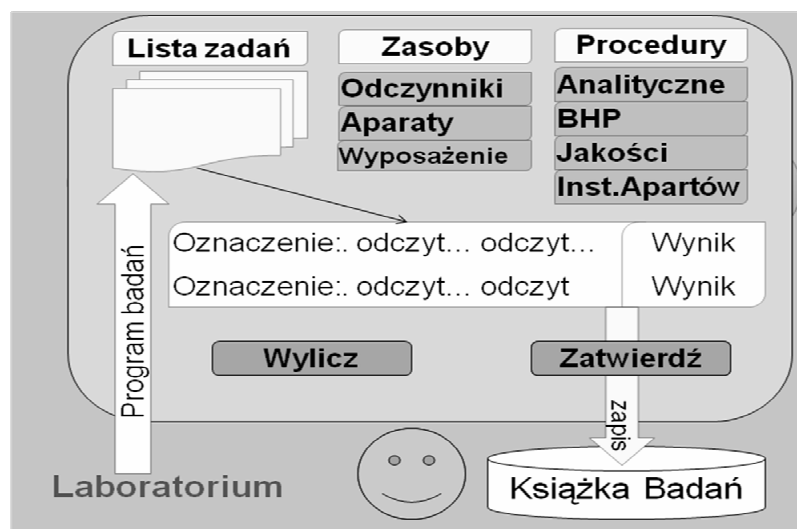 Lista zadań
Zasoby
Odczynniki
Aparaty
Wyposażenie
Procedury
Analityczne
BHP
Jakości
Inst.Apartów
Program badań
Oznaczenie:. odczyt... odczyt... Wynik
Oznaczenie:. odczyt... odczyt Wynik
Wylicz
Zatwierdź
zapis
Laboratorium
Książka Badań